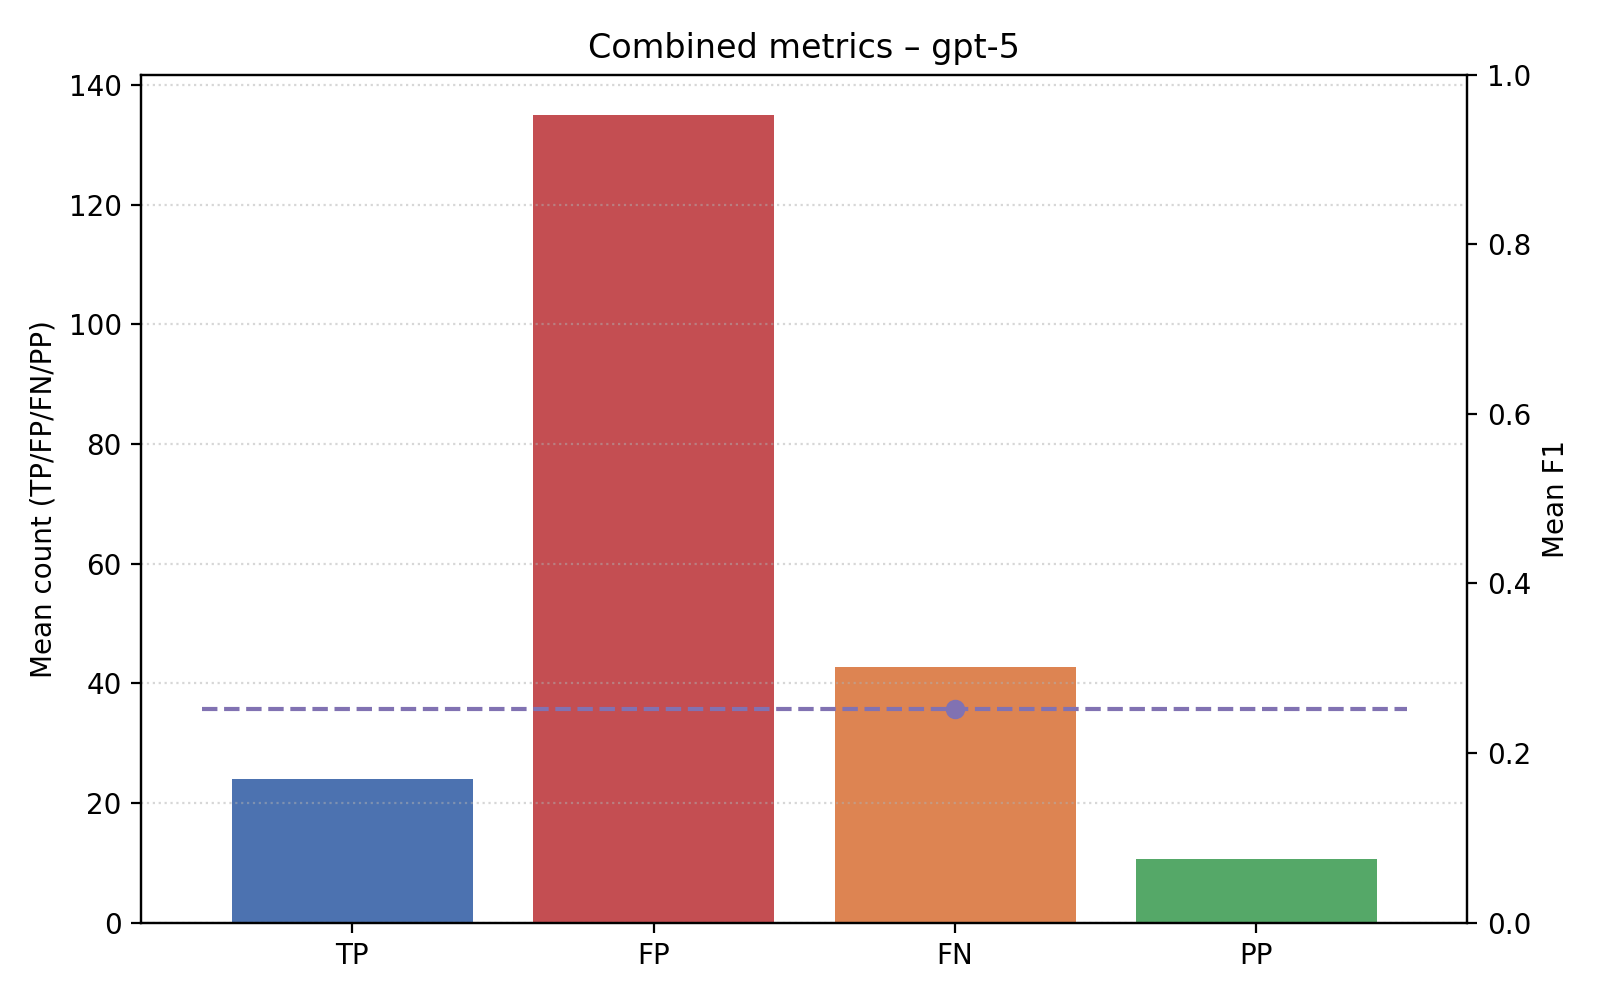 Combined metrics – gpt-5
Mean count (TP/FP/FN/PP)
140
120
100
80
60
40
20
0
TP
FP
FN
PP
1.0
0.8
0.6
0.4
0.2
0.0
Mean F1